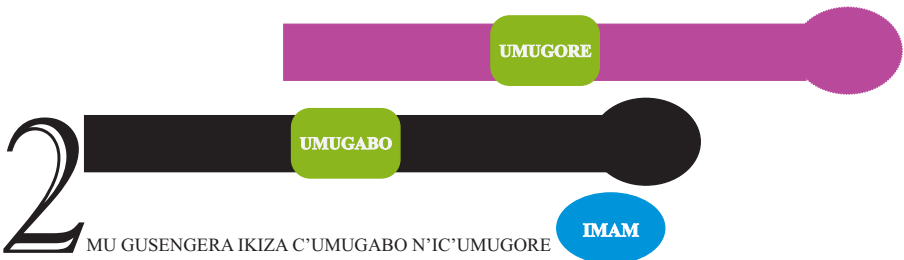 UMUGORE
UMUGABO
IMAM
2 MU GUSENGERA IKIZA C’UMUGABO N’IC’UMUGORE